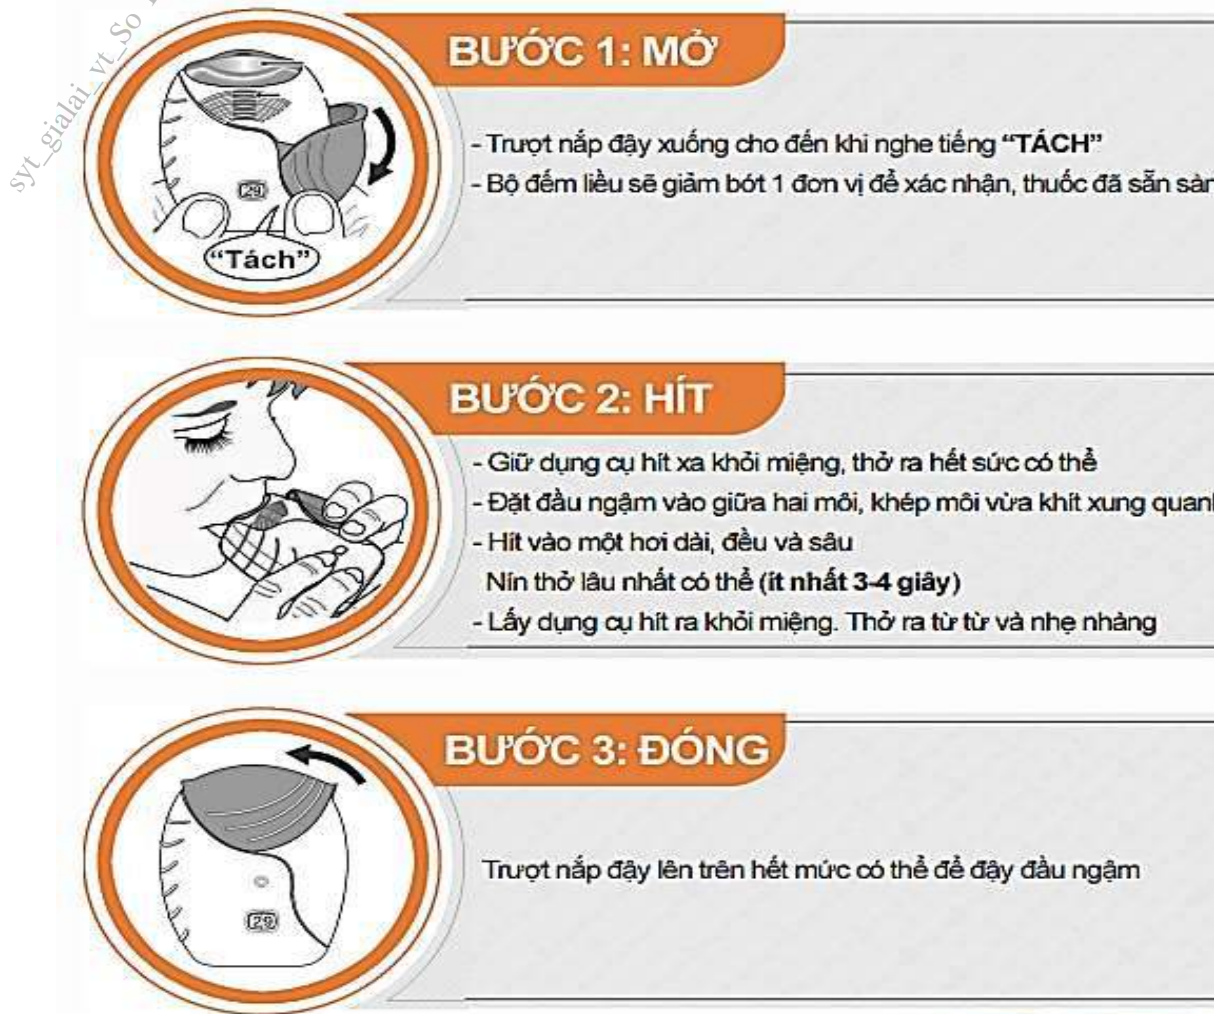 syt_gialai_vt_So
BƯỚC 1: MỞ
- Trượt nắp đậy xuống cho đến khi nghe tiếng “TÁCH”
- Bộ đếm liều sẽ giảm bớt 1 đơn vị để xác nhận, thuốc đã sẵn
29
“Tách”
BƯỚC 2: HÍT
- Giữ dụng cụ hít xa khỏi miệng, thở ra hết sức có thể
- Đặt đầu ngậm vào giữa hai môi, khép môi vừa khít xung
- Hít vào một hơi dài, đều và sâu
Nín thở lâu nhất có thể (ít nhất 3-4 giây)
- Lấy dụng cụ hít ra khỏi miệng. Thở ra từ từ và nhẹ nhàng
BƯỚC 3: ĐÓNG
Trượt nắp đậy lên trên hết mức có thể để đậy đầu ngậm
29